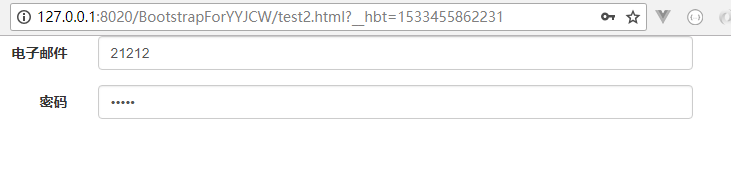 127.0.0.1:8020/BootstrapForYYJCW/test2.html?__hbt=1533455862231
电子邮件 21212
密码 •••••